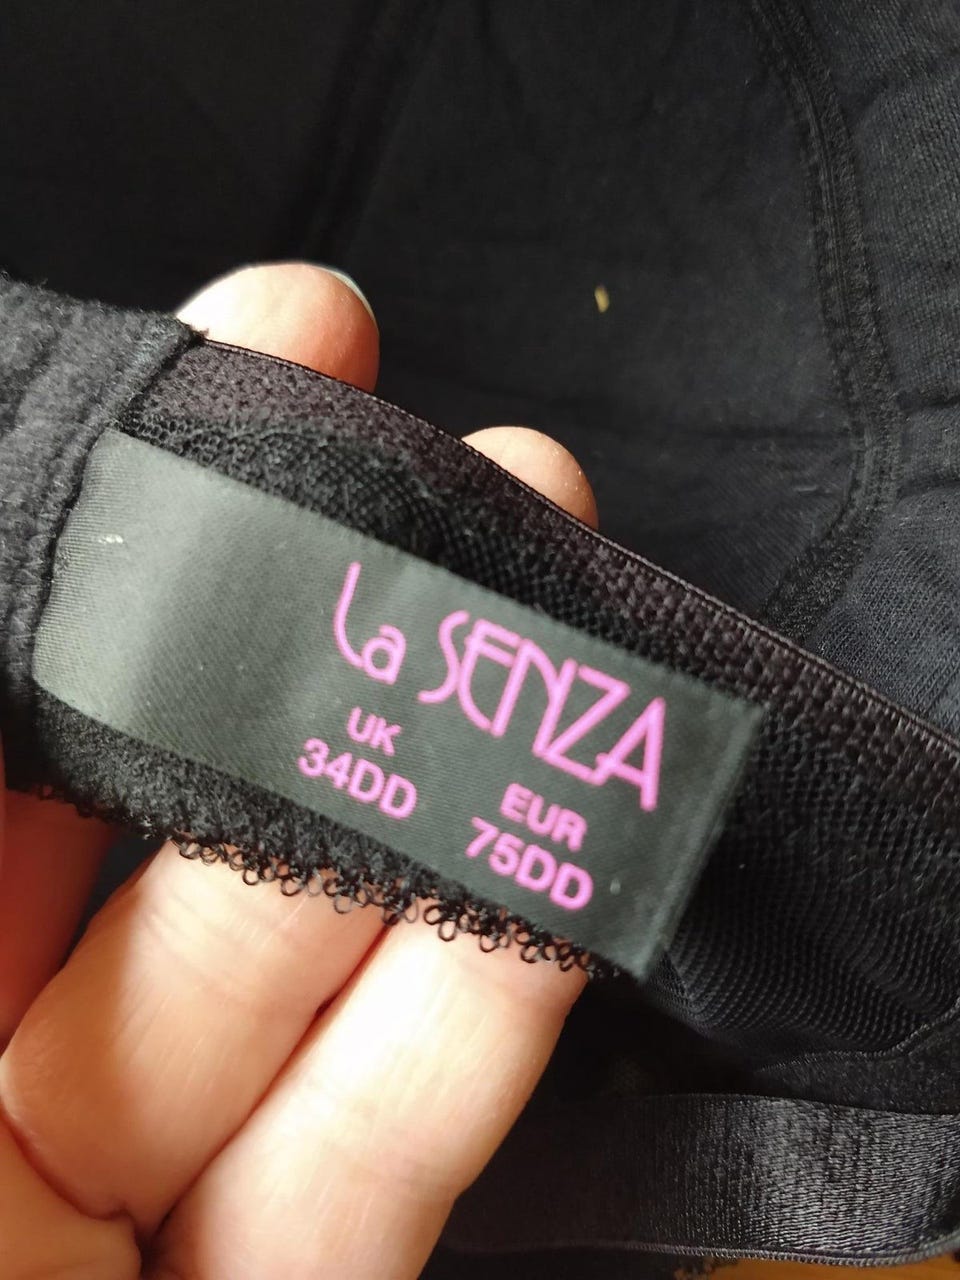 La SENZA
UK EUR
34DD 75DD